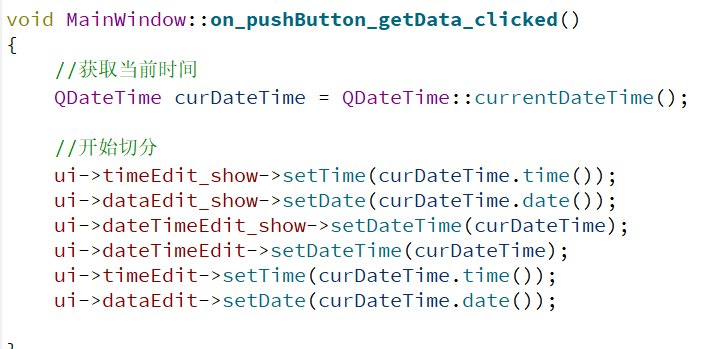 void MainWindow::on_pushButton_getData_clicked()
{
    //获取当前时间
    QDateTime curDateTime = QDateTime::currentDateTime();
    //开始切分
    ui->timeEdit_show->setTime(curDateTime.time());
    ui->dataEdit_show->setDate(curDateTime.date());
    ui->dateTimeEdit_show->setDateTime(curDateTime);
    ui->dateTimeEdit->setDateTime(curDateTime);
    ui->timeEdit->setTime(curDateTime.time());
    ui->dataEdit->setDate(curDateTime.date());
}